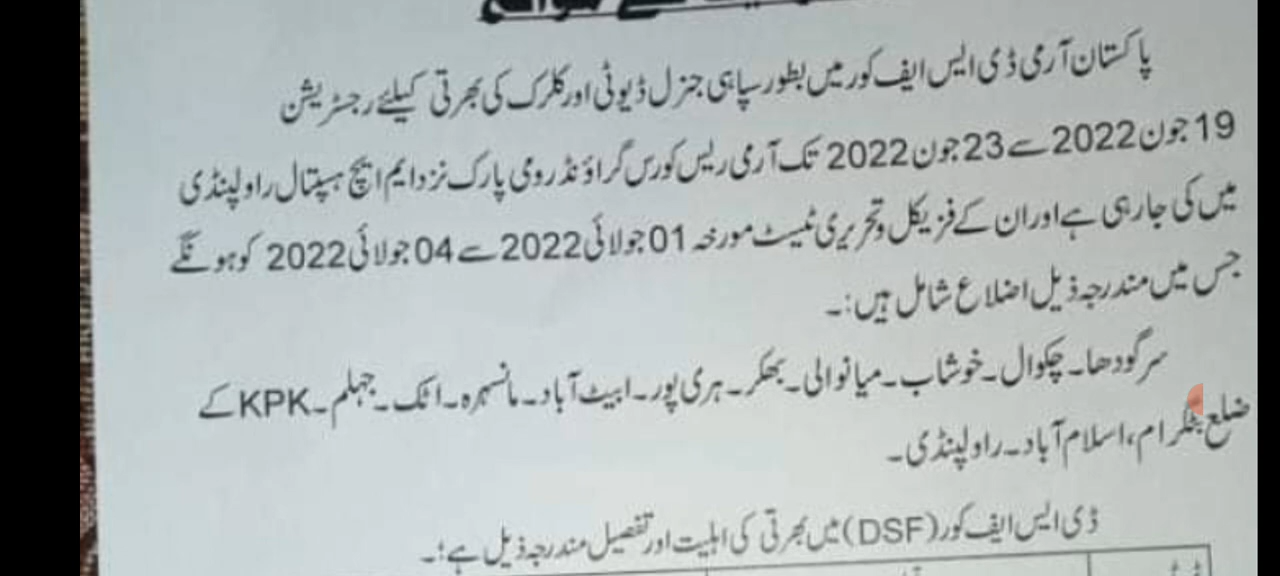 پاکستان آرمی ڈی ایس ایف کور میں بطور سپاہی جنرل ڈیوٹی اور کلرک کی بھرتی کیلئے رجسٹریشن
19 جون 2022 سے 23 جون 2022 تک آرمی ریس کورس گراؤنڈ رومی پارک نزد ایم ایچ ہسپتال راولپنڈی
میں کی جا رہی ہے اور ان کے فزیکل و تحریری ٹیسٹ مورخہ 01 جولائی 2022 سے 04 جولائی 2022 کو ہونگے
جس میں مندرجہ ذیل اضلاع شامل ہیں:۔
سرگودھا۔ چکوال۔ خوشاب۔ میانوالی۔ بھکر۔ ہری پور۔ ایبٹ آباد۔ مانسہرہ۔ اٹک۔ جہلم۔ KPK کے
ضلع بٹگرام، اسلام آباد۔ راولپنڈی۔
ڈی ایس ایف کور (DSF) میں بھرتی کی اہلیت اور تفصیل مندرجہ ذیل ہے:۔